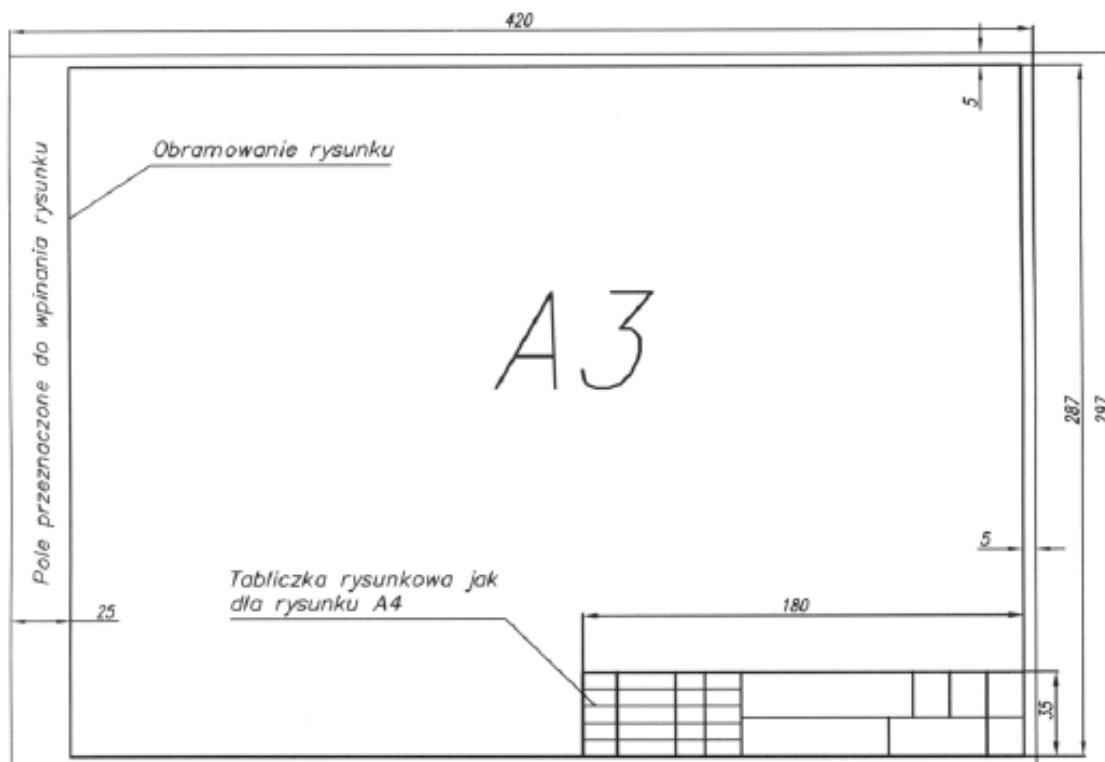 420
5
Obramowanie rysunku
Pole przeznaczone do wpinania rysunku
A3
287
297
5
Tabliczka rysunkowa jak
dla rysunku A4
25
180
35